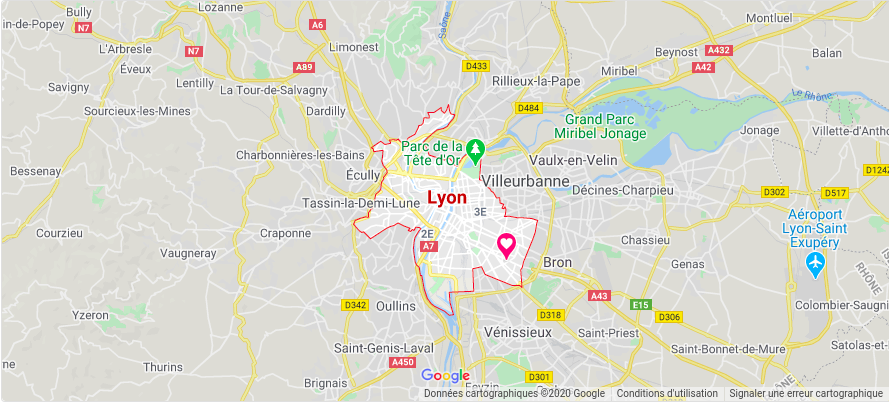 Bully
Lozanne
Montluel
in-de-Popey
N7
A6
Saône
L'Arbresle
N7
Limonest
Beynost
A432
Balan
Éveux
A89
D433
Miribel
A42
Lentilly
Rillieux-la-Pape
Savigny
La Tour-de-Salvagny
Le Rhône
Sourcieux-les-Mines
Dardilly
D484
Grand Parc
Miribel Jonage
Jonage
Villette-d'Antho
Parc de la
Tête d'Or
Charbonnières-les-Bains
Vaulx-en-Velin
Bessenay
Écully
D124
Villeurbanne
Décines-Charpieu
D302
D517
Tassin-la-Demi-Lune
Lyon
3E
Aéroport
Lyon-Saint
Exupéry
Courzieu
Craponne
2E
A7
Chassieu
Vaugneray
Bron
Genas
RHÔNE
A43
E15
Colombier-Saugni
Yzeron
D342
Oullins
D318
D306
RHÔNE
Vénissieux
Saint-Priest
Saint-Genis-Laval
Saint-Bonnet-de-Mure
Satolas-et-
Thurins
A450
Brignais
Google
Feyzin
D301
Données cartographiques ©2020 Google
Conditions d'utilisation
Signaler une erreur cartographique